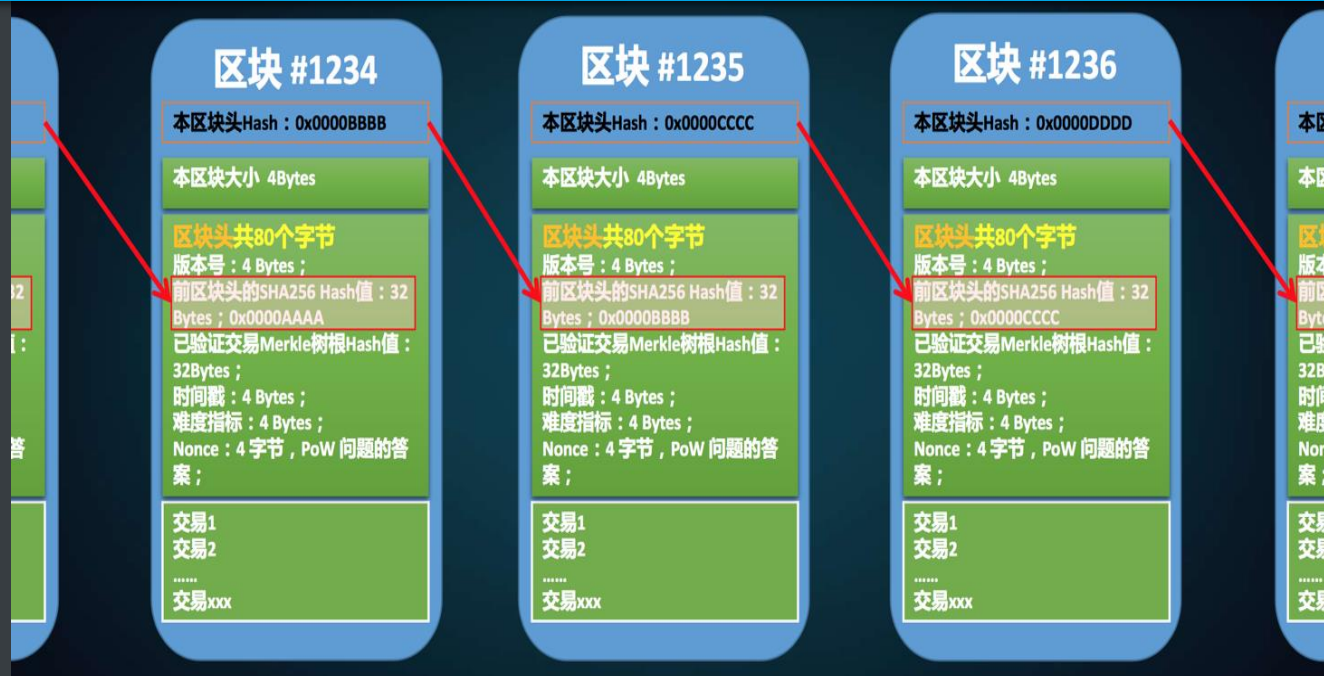 区块 #1234
本区块头Hash：0x0000BBBB
本区块大小 4Bytes
区块头共80个字节
版本号：4 Bytes；
前区块头的SHA256 Hash值：32
Bytes；0x0000AAAA
已验证交易Merkle树根Hash值：
32Bytes；
时间戳：4 Bytes；
难度指标：4 Bytes；
Nonce：4 字节，PoW 问题的答
案；
交易1
交易2
……
交易xxx
区块 #1235
本区块头Hash：0x0000CCCC
本区块大小 4Bytes
区块头共80个字节
版本号：4 Bytes；
前区块头的SHA256 Hash值：32
Bytes；0x0000BBBB
已验证交易Merkle树根Hash值：
32Bytes；
时间戳：4 Bytes；
难度指标：4 Bytes；
Nonce：4 字节，PoW 问题的答
案；
交易1
交易2
……
交易xxx
区块 #1236
本区块头Hash：0x0000DDDD
本区块大小 4Bytes
区块头共80个字节
版本号：4 Bytes；
前区块头的SHA256 Hash值：32
Bytes；0x0000CCCC
已验证交易Merkle树根Hash值：
32Bytes；
时间戳：4 Bytes；
难度指标：4 Bytes；
Nonce：4 字节，PoW 问题的答
案；
交易1
交易2
……
交易xxx